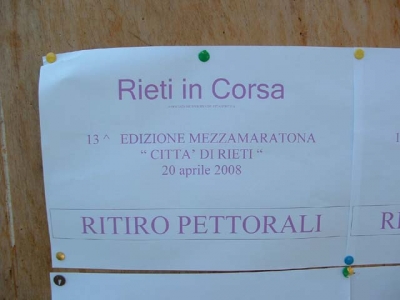 Rieti in Corsa
13^ EDIZIONE MEZZAMARATONA
“ CITTA’ DI RIETI “
20 aprile 2008
RITIRO PETTORALI